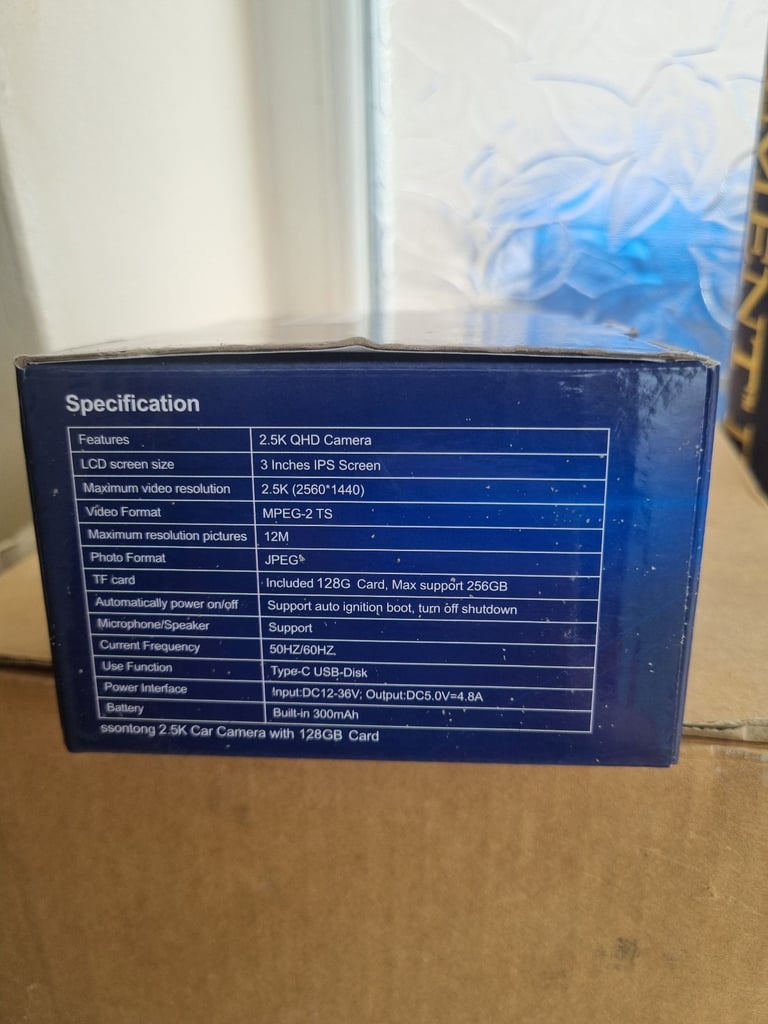 Specification
Features 2.5K QHD Camera
LCD screen size 3 Inches IPS Screen
Maximum video resolution 2.5K (2560*1440)
Video Format MPEG-2 TS
Maximum resolution pictures 12M
Photo Format JPEG
TF card Included 128G Card, Max support 256GB
Automatically power on/off Support auto ignition boot, turn off shutdown
Microphone/Speaker Support
Current Frequency 50HZ/60HZ
Use Function Type-C USB-Disk
Power Interface Input:DC12-36V; Output:DC5.0V=4.8A
Battery Built-in 300mAh
ssontong 2.5K Car Camera with 128GB Card